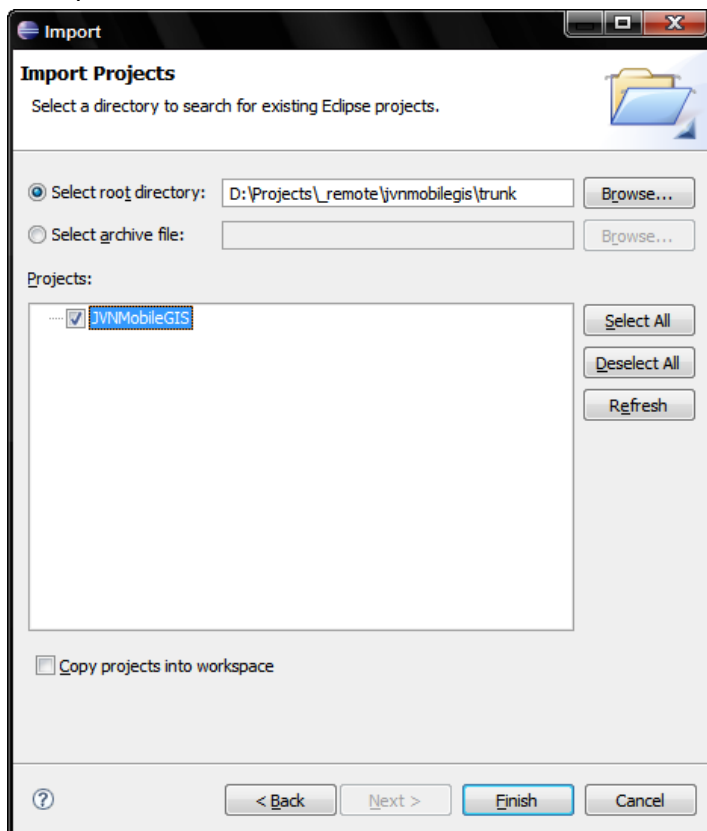 Import
Import Projects
Select a directory to search for existing Eclipse projects.
Select root directory: D:\Projects\_remote\jvnmobilegis\trunk Browse...
Select archive file: Browse...
Projects:
JVNMobileGIS
Select All
Deselect All
Refresh
Copy projects into workspace
? < Back Next > Finish Cancel